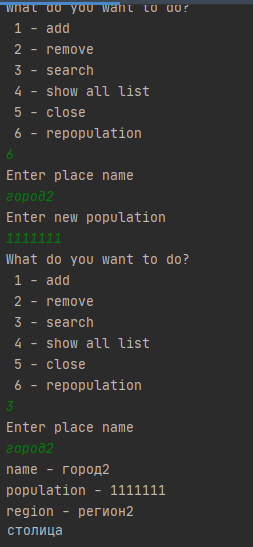 What do you want to do?
1 - add
2 - remove
3 - search
4 - show all list
5 - close
6 - repopulation
6
Enter place name
город2
Enter new population
1111111
What do you want to do?
1 - add
2 - remove
3 - search
4 - show all list
5 - close
6 - repopulation
3
Enter place name
город2
name - город2
population - 1111111
region - регион2
столица